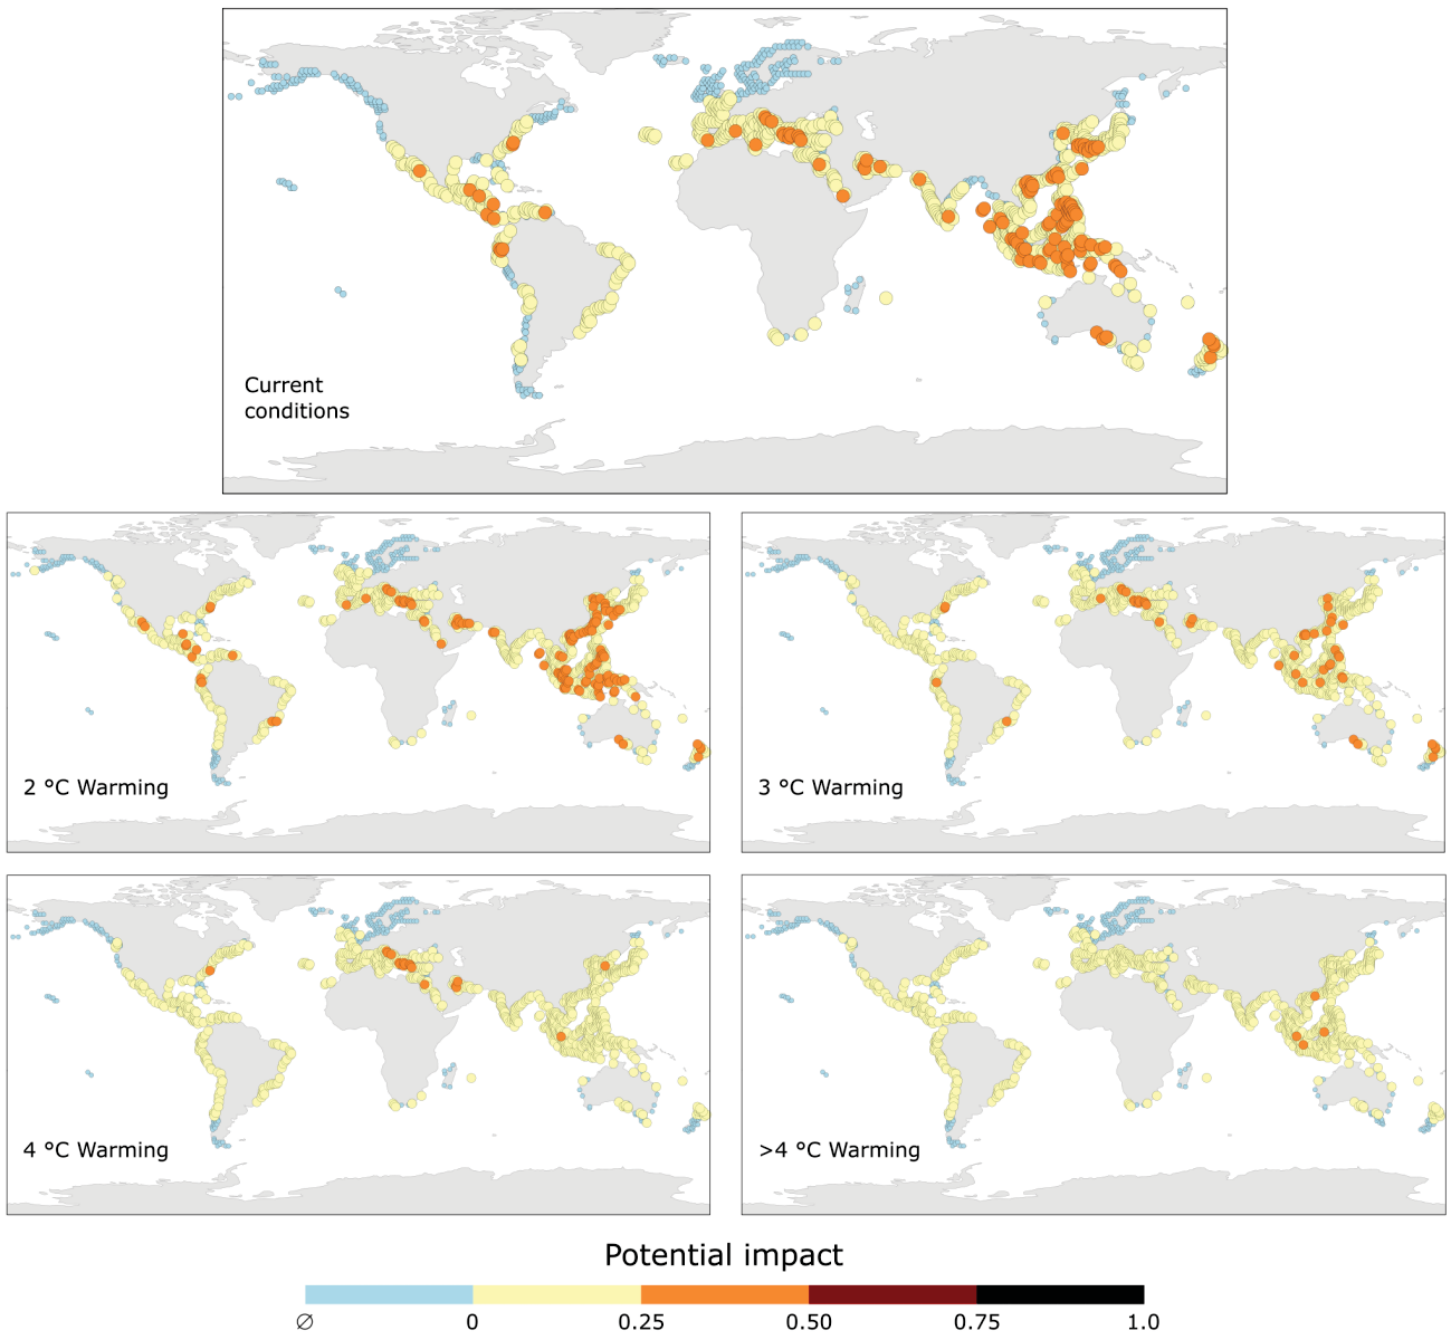 Current
conditions
2 °C Warming
3 °C Warming
4 °C Warming
>4 °C Warming
Potential impact
∅ 0 0.25 0.50 0.75 1.0